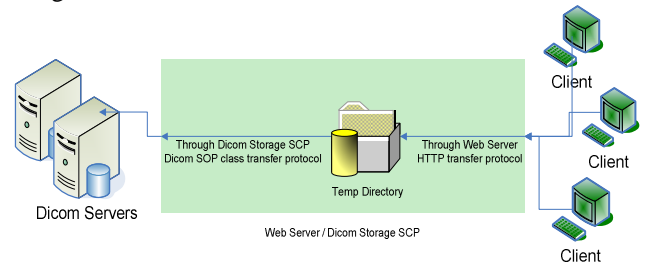 Client
Through Dicom Storage SCP
Dicom SOP class transfer protocol
Through Web Server
HTTP transfer protocol
Client
Temp Directory
Dicom Servers
Web Server / Dicom Storage SCP
Client